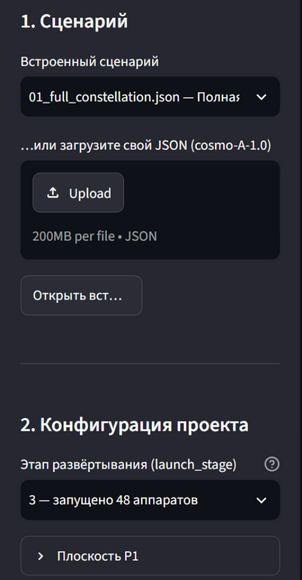 1. Сценарий
Встроенный сценарий
01_full_constellation.json — Полная
...или загрузите свой JSON (cosmo-A-1.0)
Upload
200MB per file • JSON
Открыть вст...
2. Конфигурация проекта
Этап развёртывания (launch_stage)
3 — запущено 48 аппаратов
Плоскость P1